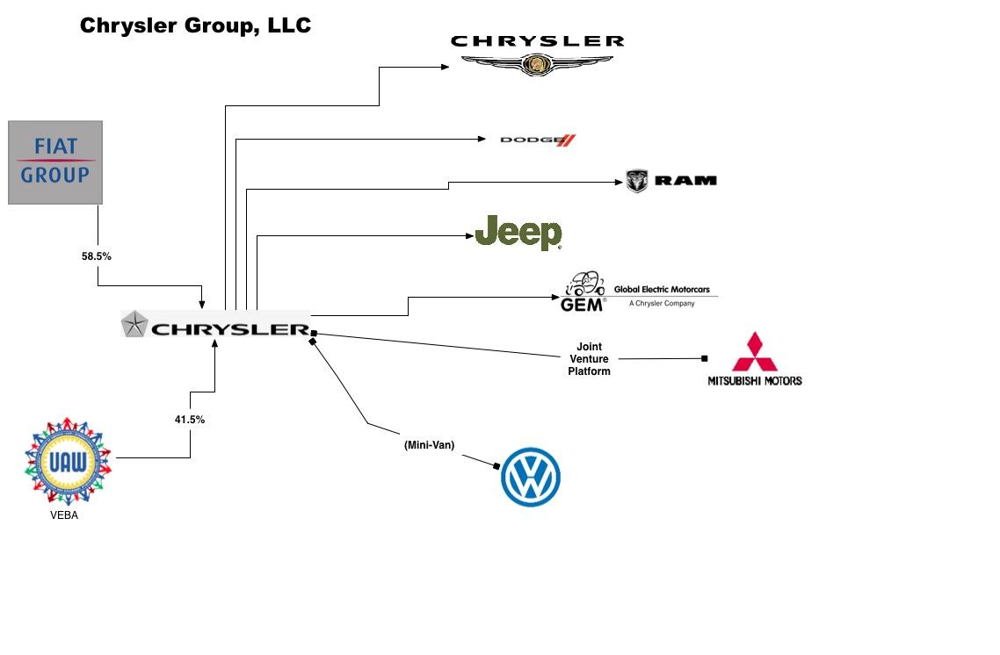 Chrysler Group, LLC
CHRYSLER
FIAT
GROUP
DODGE
RAM
Jeep
58.5%
GEM®
Global Electric Motorcars
A Chrysler Company
CHRYSLER
Joint
Venture
Platform
MITSUBISHI MOTORS
41.5%
UAW
VEBA
(Mini-Van)
VW